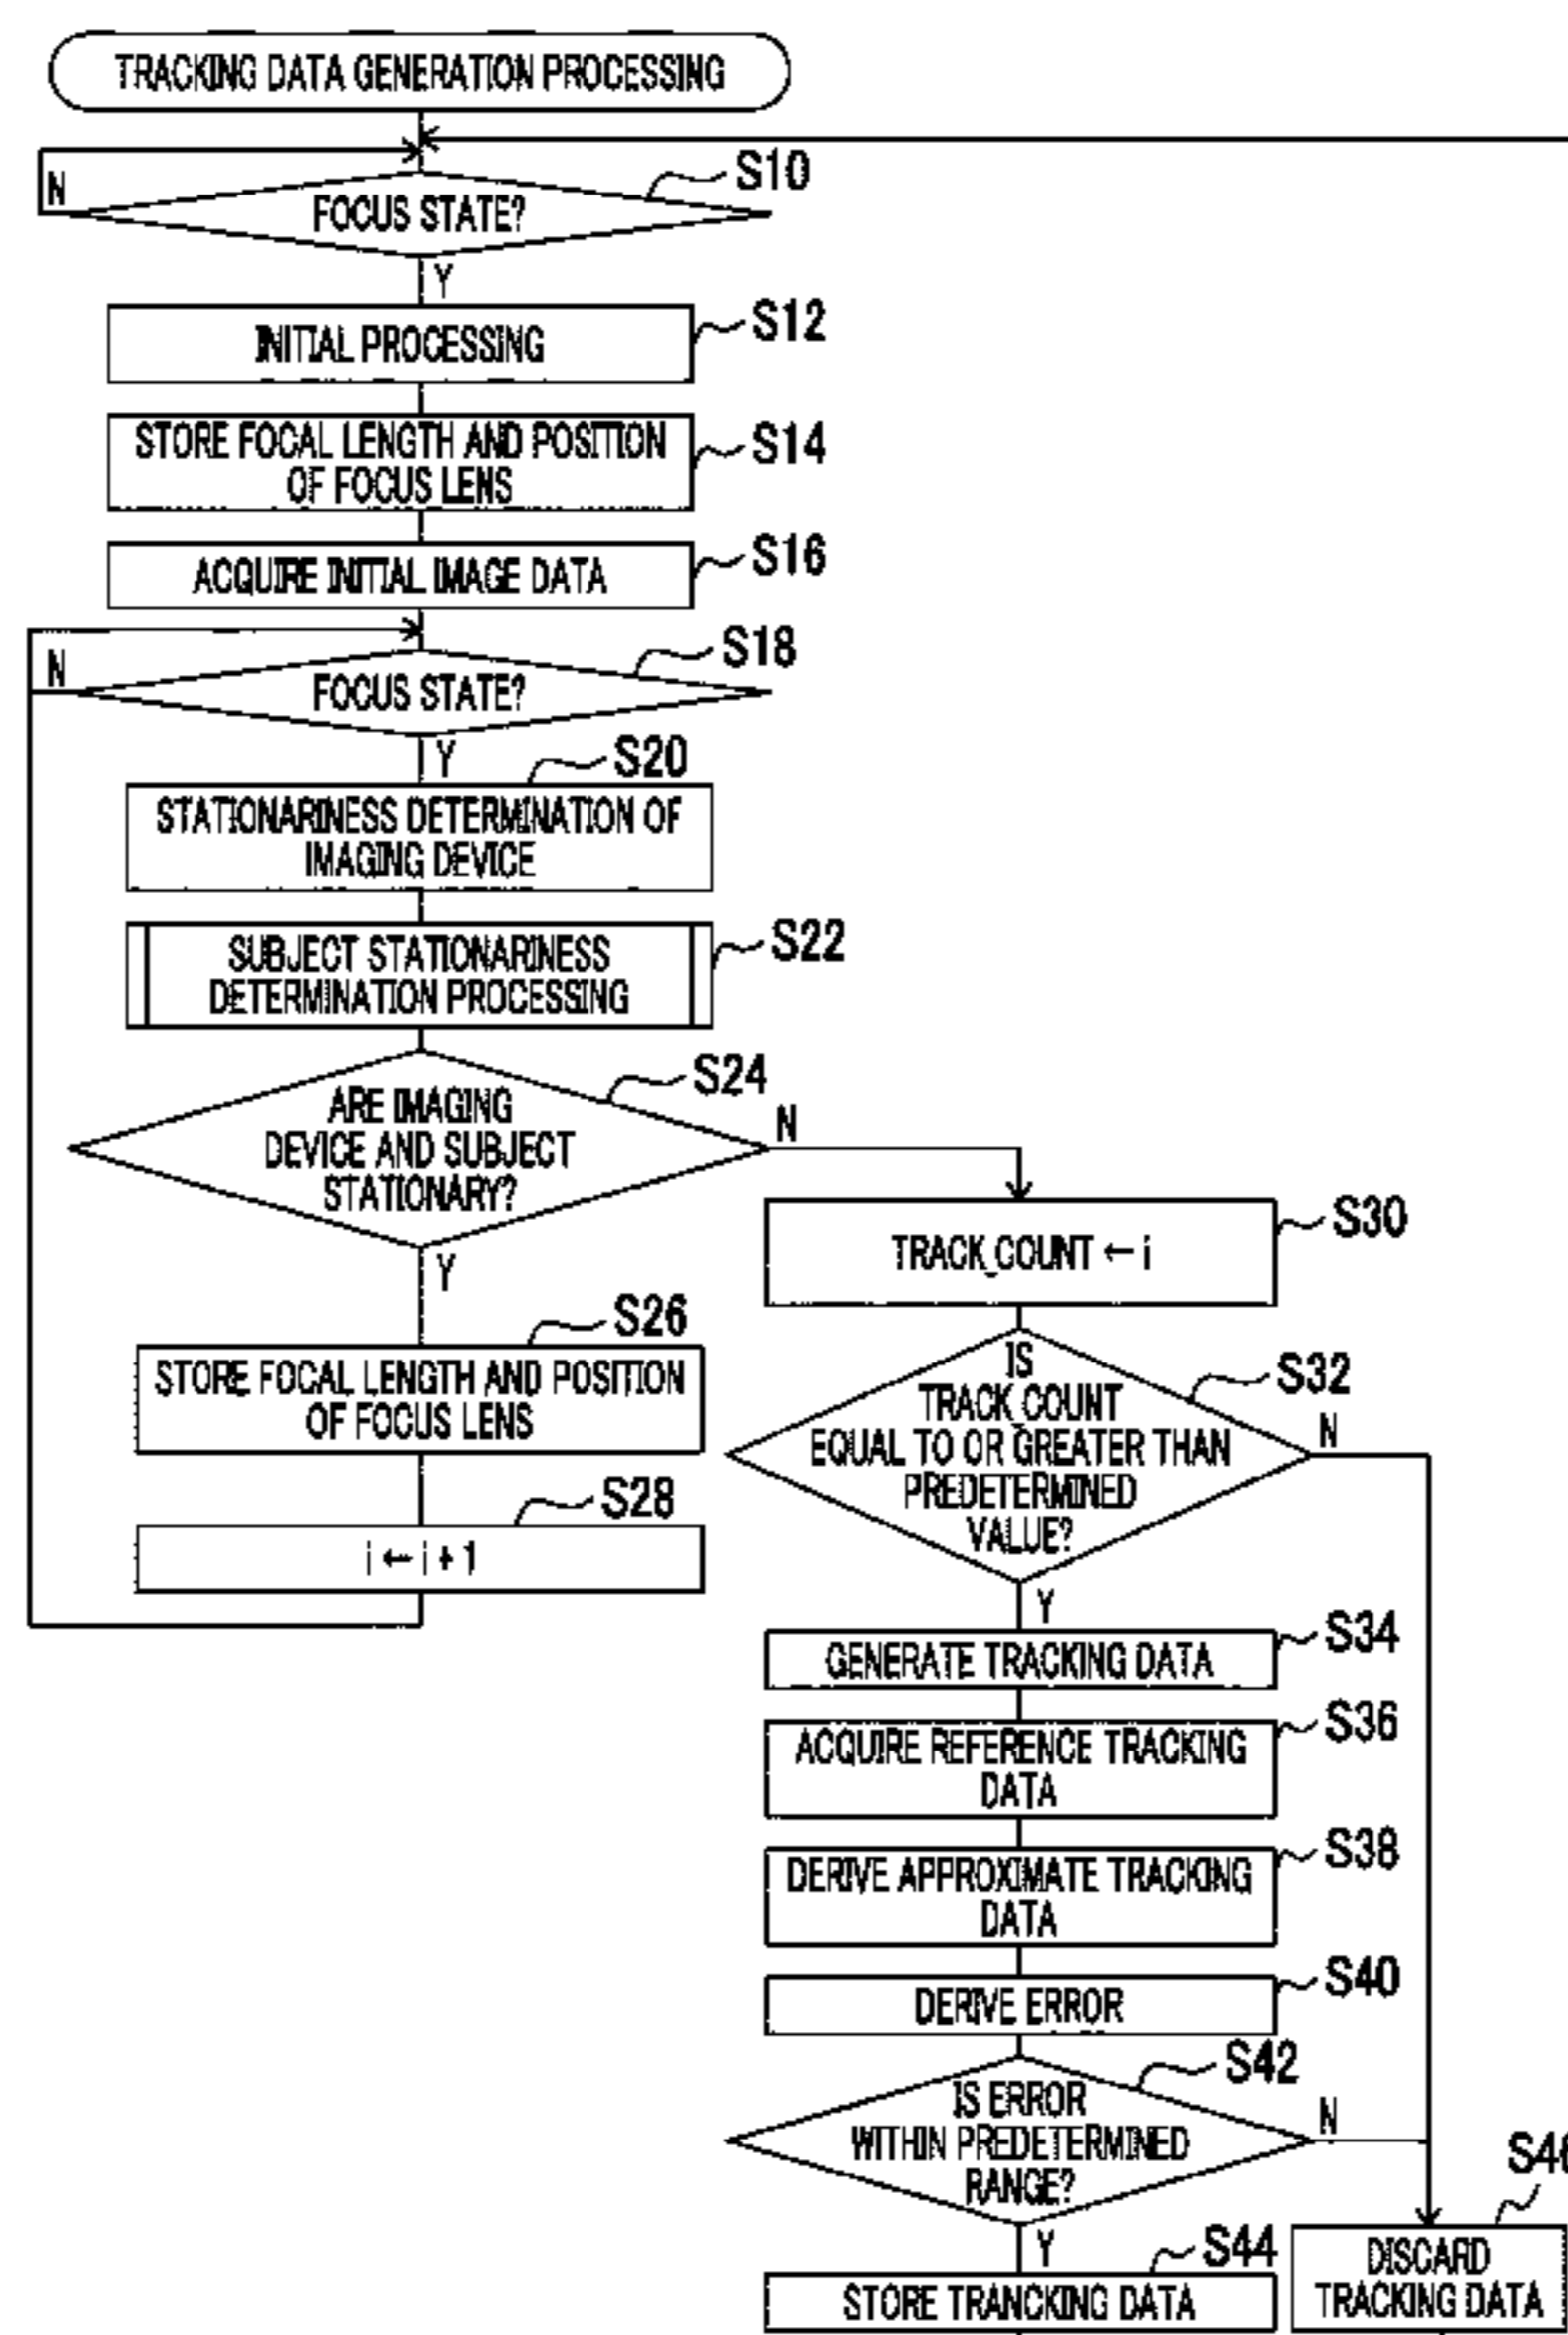 TRACKING DATA GENERATION PROCESSING
N
S10
FOCUS STATE?
Y
INITIAL PROCESSING
S12
STORE FOCAL LENGTH AND POSITION
OF FOCUS LENS
S14
ACQUIRE INITIAL IMAGE DATA
S16
N
S18
FOCUS STATE?
Y
S20
STATIONARINESS DETERMINATION OF
IMAGING DEVICE
SUBJECT STATIONARINESS
DETERMINATION PROCESSING
S22
S24
ARE IMAGING
DEVICE AND SUBJECT
STATIONARY?
N
Y
S26
STORE FOCAL LENGTH AND POSITION
OF FOCUS LENS
S28
i ← i + 1
S30
TRACK_COUNT ← i
S32
IS
TRACK_COUNT
EQUAL TO OR GREATER THAN
PREDETERMINED
VALUE?
N
Y
S34
GENERATE TRACKING DATA
S36
ACQUIRE REFERENCE TRACKING
DATA
S38
DERIVE APPROXIMATE TRACKING
DATA
S40
DERIVE ERROR
S42
IS ERROR
WITHIN PREDETERMINED
RANGE?
N
Y
S44
STORE TRANCKING DATA
DISCARD
TRACKING DATA